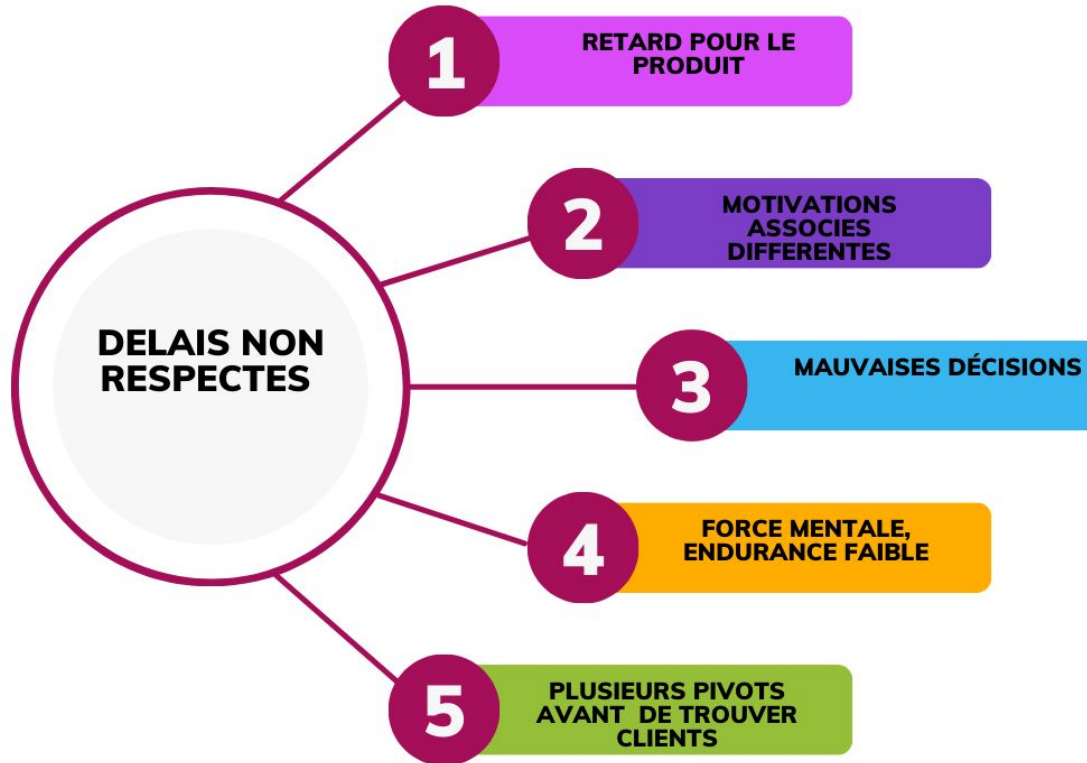 1
RETARD POUR LE
PRODUIT
2
MOTIVATIONS
ASSOCIES
DIFFERENTES
DELAIS NON
RESPECTES
3
MAUVAISES DÉCISIONS
4
FORCE MENTALE,
ENDURANCE FAIBLE
5
PLUSIEURS PIVOTS
AVANT DE TROUVER
CLIENTS